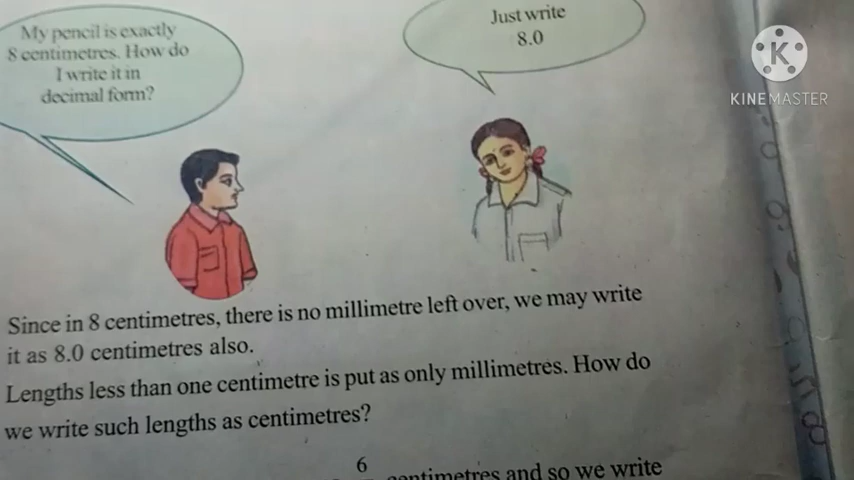 My pencil is exactly
8 centimetres. How do
I write it in
decimal form?
Just write
8.0
KINEMASTER
Since in 8 centimetres, there is no millimetre left over, we may write
it as 8.0 centimetres also.
Lengths less than one centimetre is put as only millimetres. How do
we write such lengths as centimetres?
6
centimetres and so we write